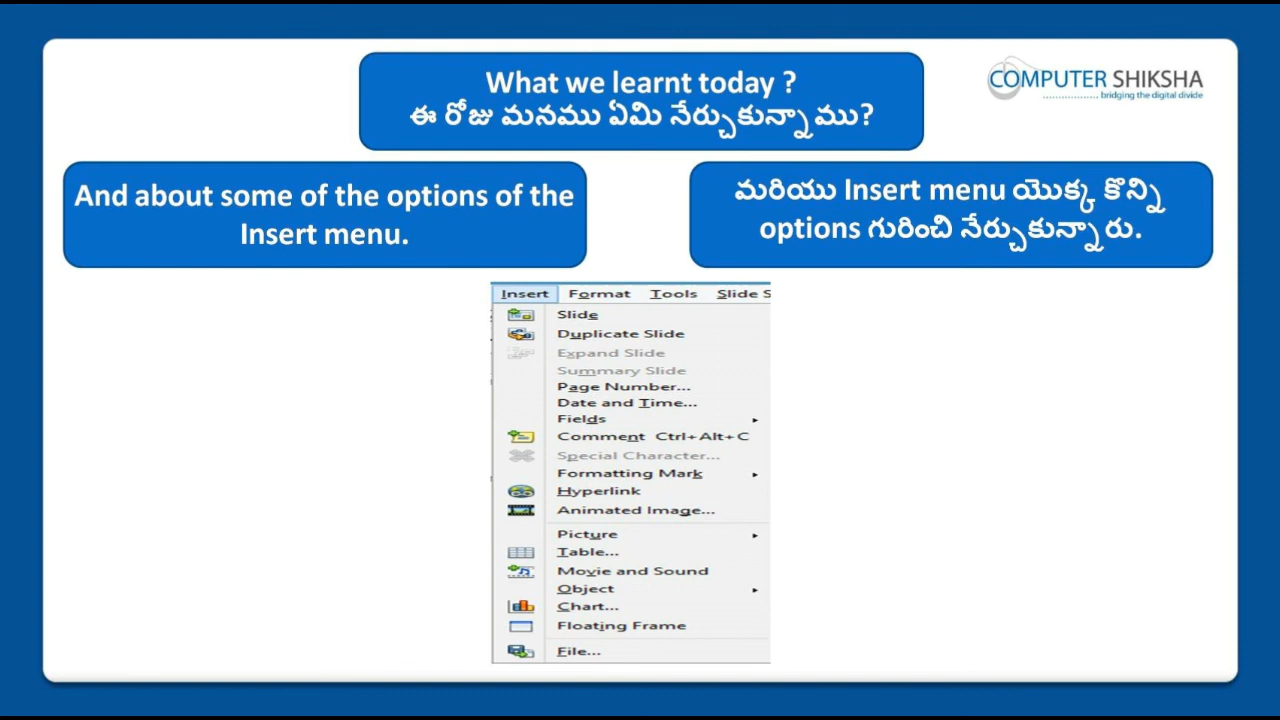 What we learnt today ?
ఈ రోజు మనము ఏమి నేర్చుకున్నాము?
COMPUTER SHIKSHA
bridging the digital divide
And about some of the options of the
Insert menu.
మరియు Insert menu యొక్క కొన్ని
options గురించి నేర్చుకున్నారు.
Insert Format Tools Slide S
Slide
Duplicate Slide
Expand Slide
Summary Slide
Page Number...
Date and Time...
Fields
Comment Ctrl+Alt+C
Special Character...
Formatting Mark
Hyperlink
Animated Image...
Picture
Table...
Movie and Sound
Object
Chart...
Floating Frame
File...